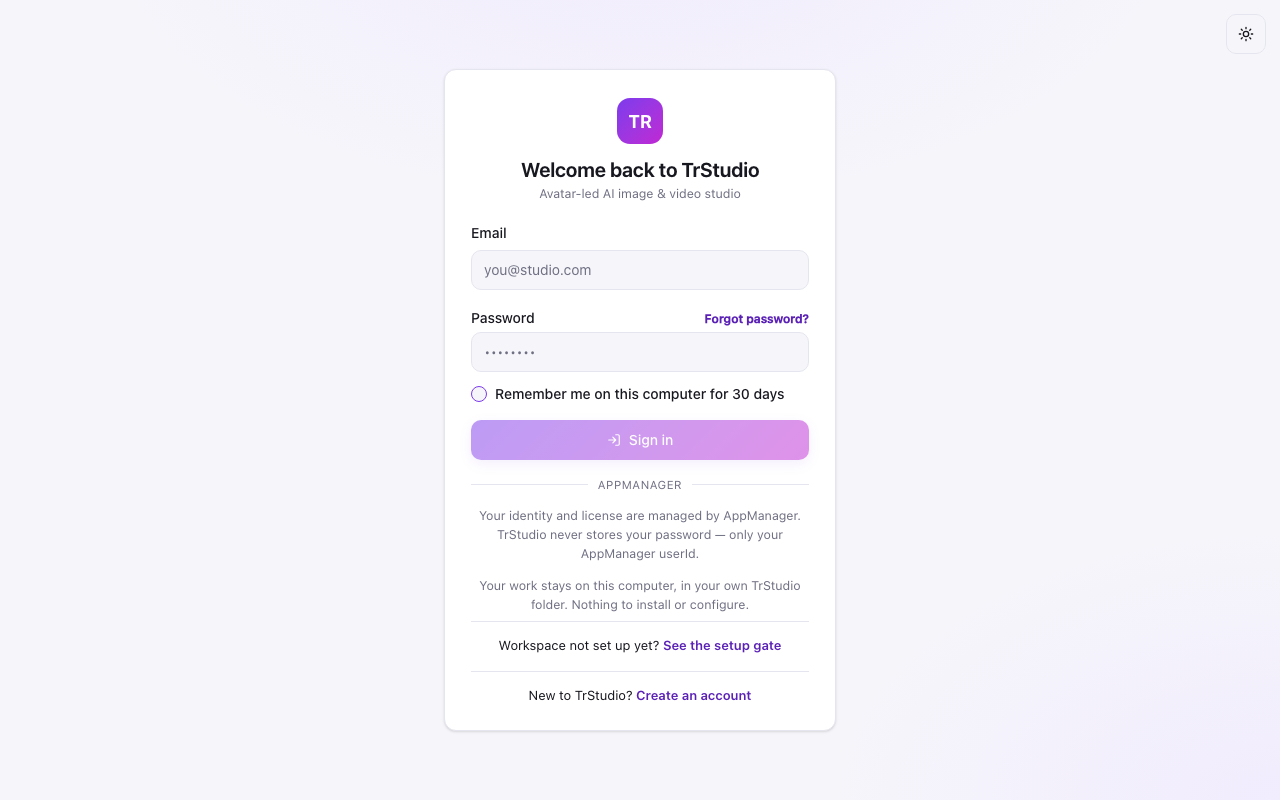 TR
Welcome back to TrStudio
Avatar-led AI image & video studio
Email
you@studio.com
Password
Forgot password?
••••••••
Remember me on this computer for 30 days
Sign in
APPMANAGER
Your identity and license are managed by AppManager.
TrStudio never stores your password — only your
AppManager userId.
Your work stays on this computer, in your own TrStudio
folder. Nothing to install or configure.
Workspace not set up yet? See the setup gate
New to TrStudio? Create an account